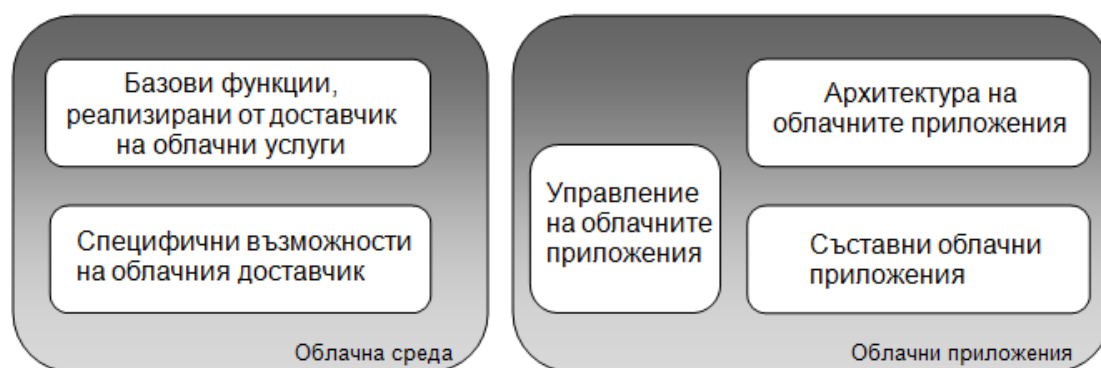 Базови функции,
реализирани от доставчик
на облачни услуги
Специфични възможности
на облачния доставчик
Облачна среда
Управление
на облачните
приложения
Архитектура на
облачните приложения
Съставни облачни
приложения
Облачни приложения